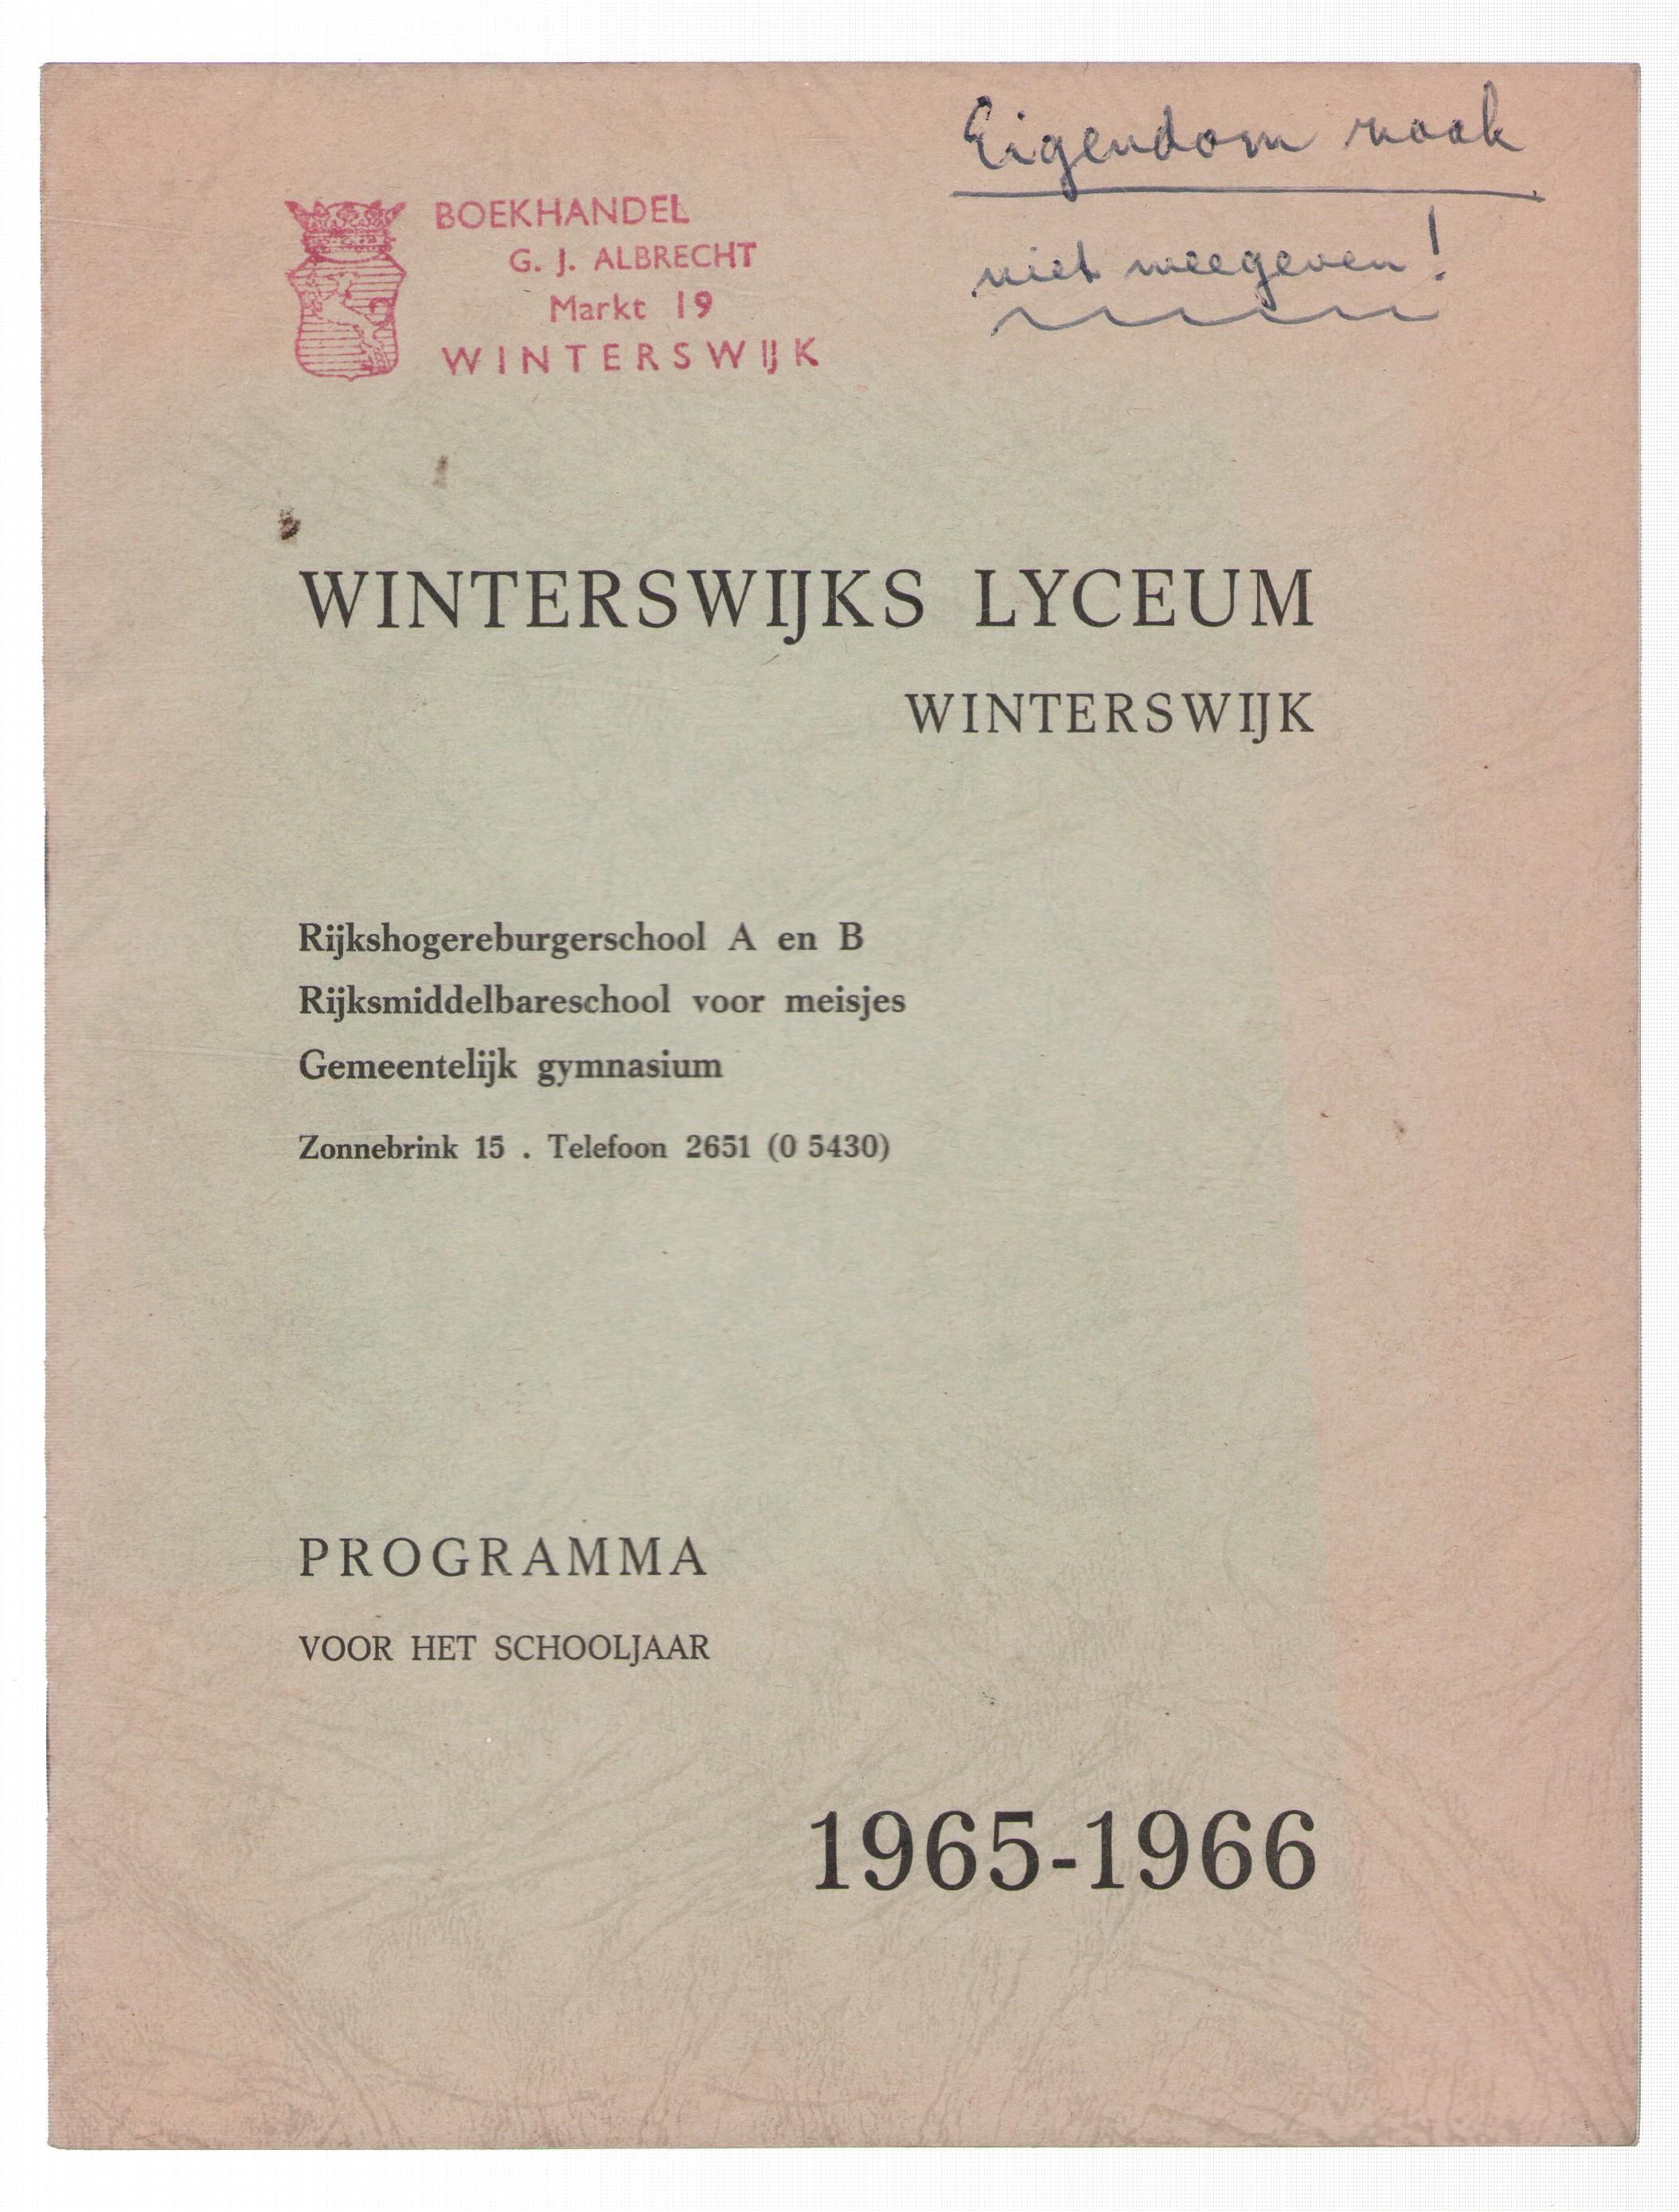 Eigendom zaak
niet meegeven!
BOEKHANDEL
G. J. ALBRECHT
Markt 19
WINTERSWIJK
WINTERSWIJKS LYCEUM
WINTERSWIJK
Rijkshogereburgerschool A en B
Rijksmiddelbareschool voor meisjes
Gemeentelijk gymnasium
Zonnebrink 15 . Telefoon 2651 (0 5430)
PROGRAMMA
VOOR HET SCHOOLJAAR
1965-1966